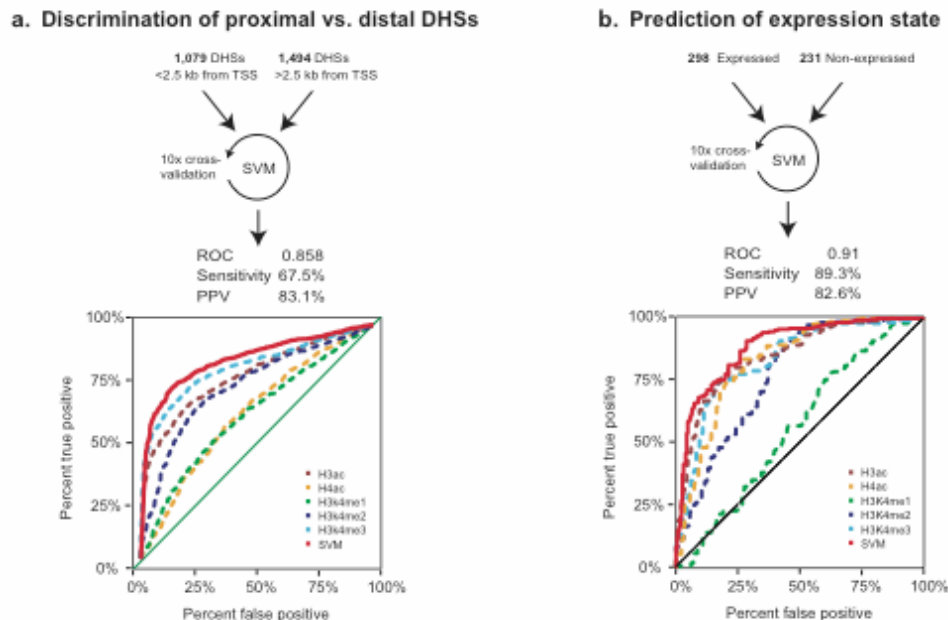 a. Discrimination of proximal vs. distal DHSs
1,079 DHSs
<2.5 kb from TSS
1,494 DHSs
>2.5 kb from TSS
10x cross-
validation
SVM
ROC 0.858
Sensitivity 67.5%
PPV 83.1%
100%
75%
50%
25%
0%
Percent true positive
H3ac
H4ac
H3k4me1
H3k4me2
H3k4me3
SVM
0% 25% 50% 75% 100%
Percent false positive
b. Prediction of expression state
298 Expressed
231 Non-expressed
10x cross-
validation
SVM
ROC 0.91
Sensitivity 89.3%
PPV 82.6%
100%
75%
50%
25%
0%
Percent true positive
H3ac
H4ac
H3K4me1
H3K4me2
H3K4me3
SVM
0% 25% 50% 75% 100%
Percent false positive